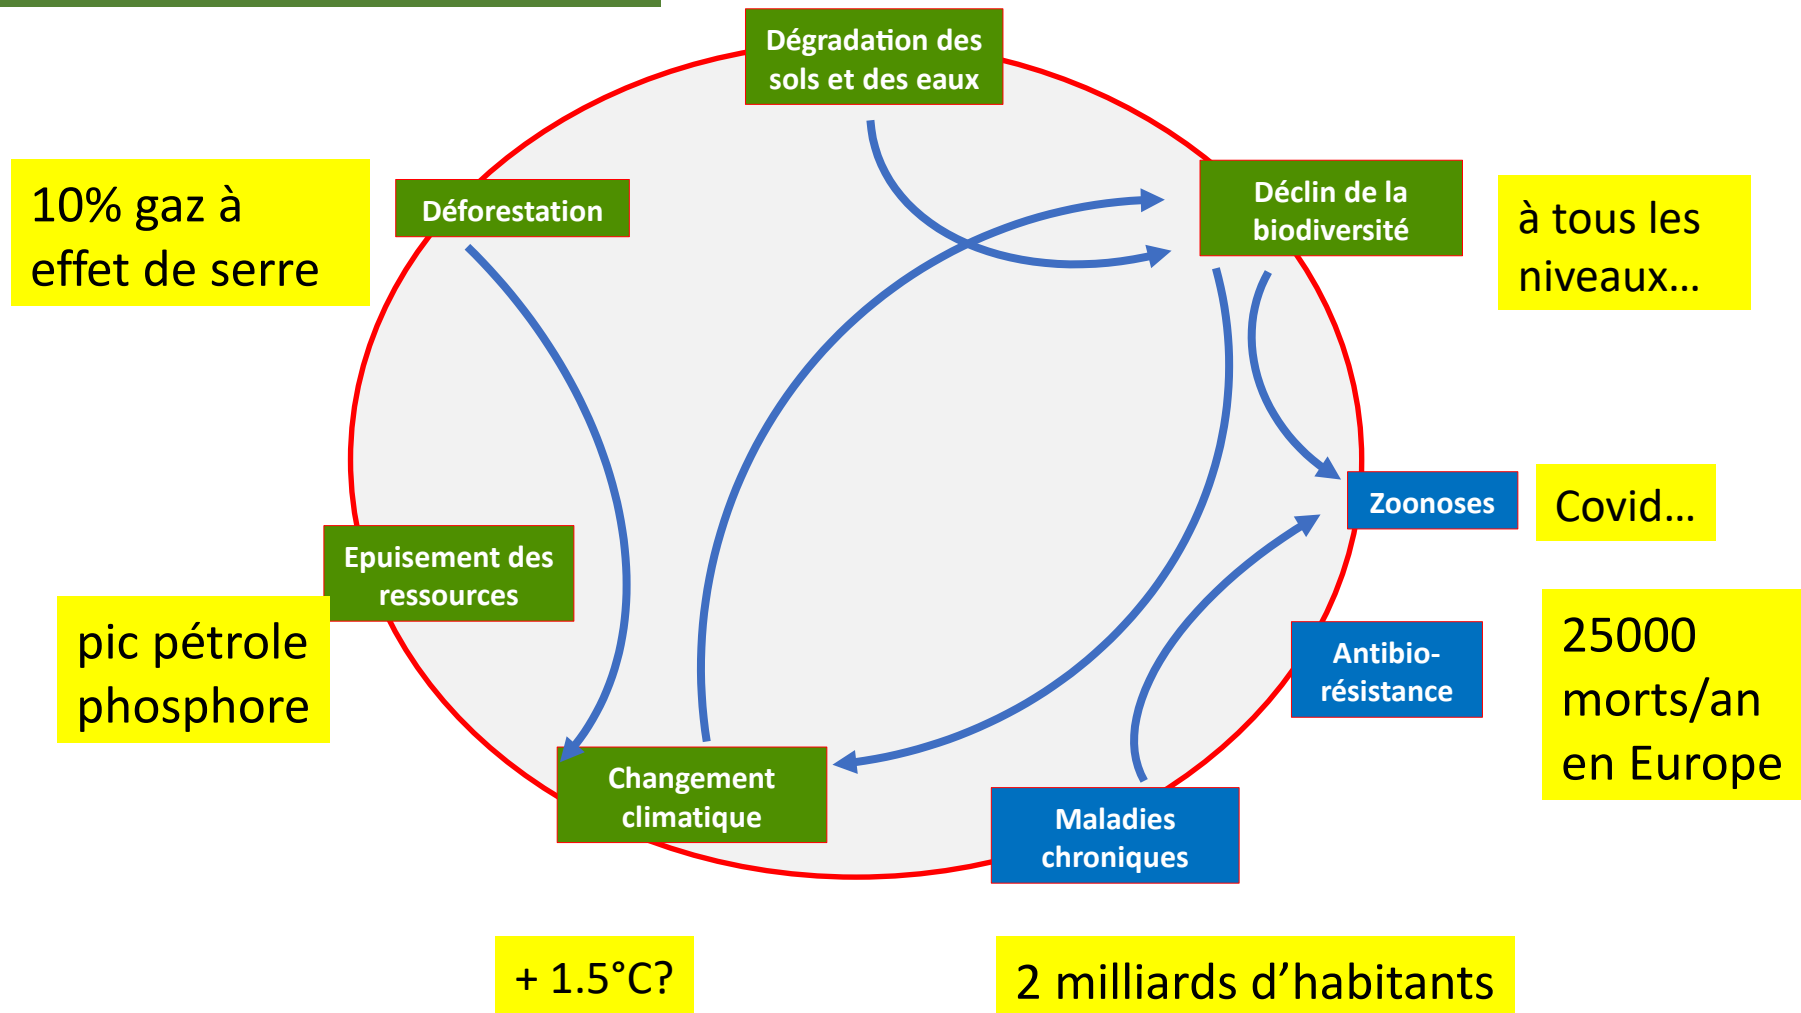 Dégradation des
sols et des eaux
10% gaz à
effet de serre
Déforestation
Déclin de la
biodiversité
à tous les
niveaux...
Zoonoses
Covid...
Epuisement des
ressources
pic pétrole
phosphore
Antibio-
résistance
25000
morts/an
en Europe
Changement
climatique
Maladies
chroniques
+ 1.5°C?
2 milliards d’habitants